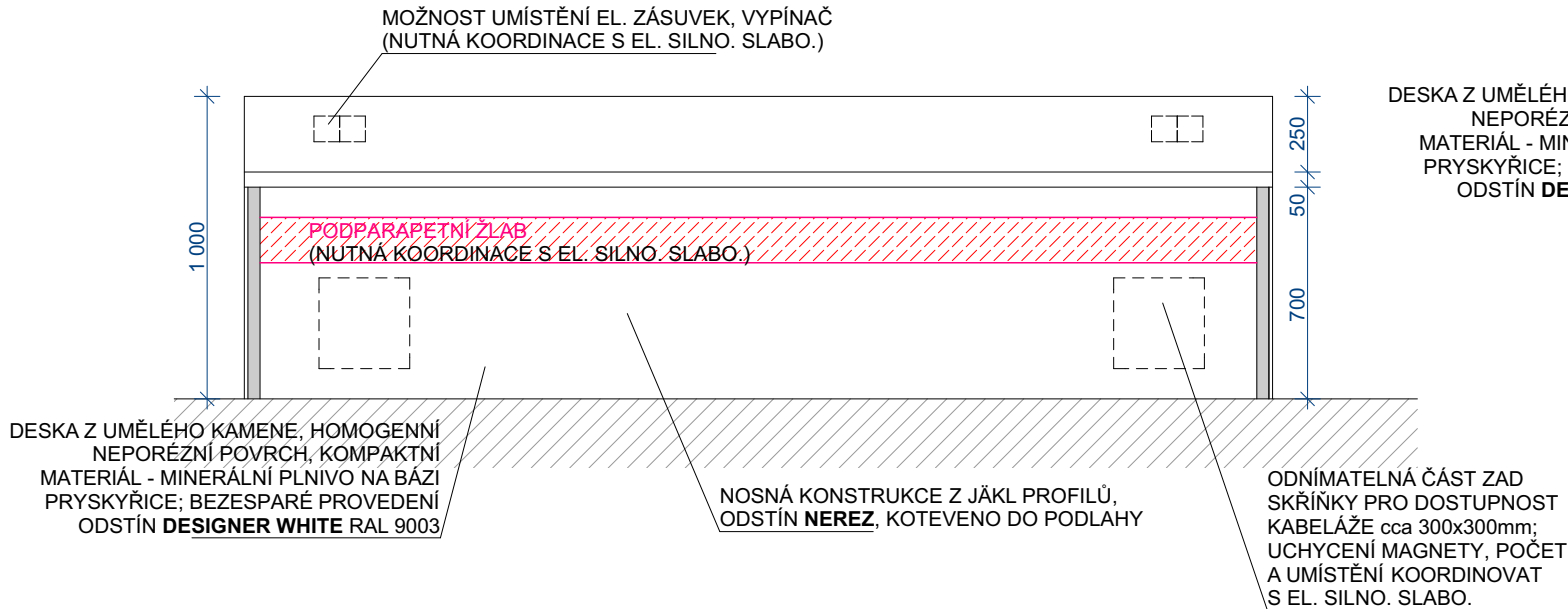 MOŽNOST UMÍSTĚNÍ EL. ZÁSUVEK, VYPÍNAČ
(NUTNÁ KOORDINACE S EL. SILNO. SLABO.)
DESKA Z UMĚLÉH
NEPORÉZ
MATERIÁL - MIN
PRYSKYŘICE;
ODSTÍN DE
250
50
700
1 000
PODPARAPETNÍ ŽLAB
(NUTNÁ KOORDINACE S EL. SILNO. SLABO.)
DESKA Z UMĚLÉHO KAMENE, HOMOGENNÍ
NEPORÉZNÍ POVRCH, KOMPAKTNÍ
MATERIÁL - MINERÁLNÍ PLNIVO NA BÁZI
PRYSKYŘICE; BEZESPARÉ PROVEDENÍ
ODSTÍN DESIGNER WHITE RAL 9003
NOSNÁ KONSTRUKCE Z JÄKL PROFILŮ,
ODSTÍN NEREZ, KOTEVENO DO PODLAHY
ODNÍMATELNÁ ČÁST ZAD
SKŘÍŇKY PRO DOSTUPNOST
KABELÁŽE cca 300x300mm;
UCHYCENÍ MAGNETY, POČET
A UMÍSTĚNÍ KOORDINOVAT
S EL. SILNO. SLABO.